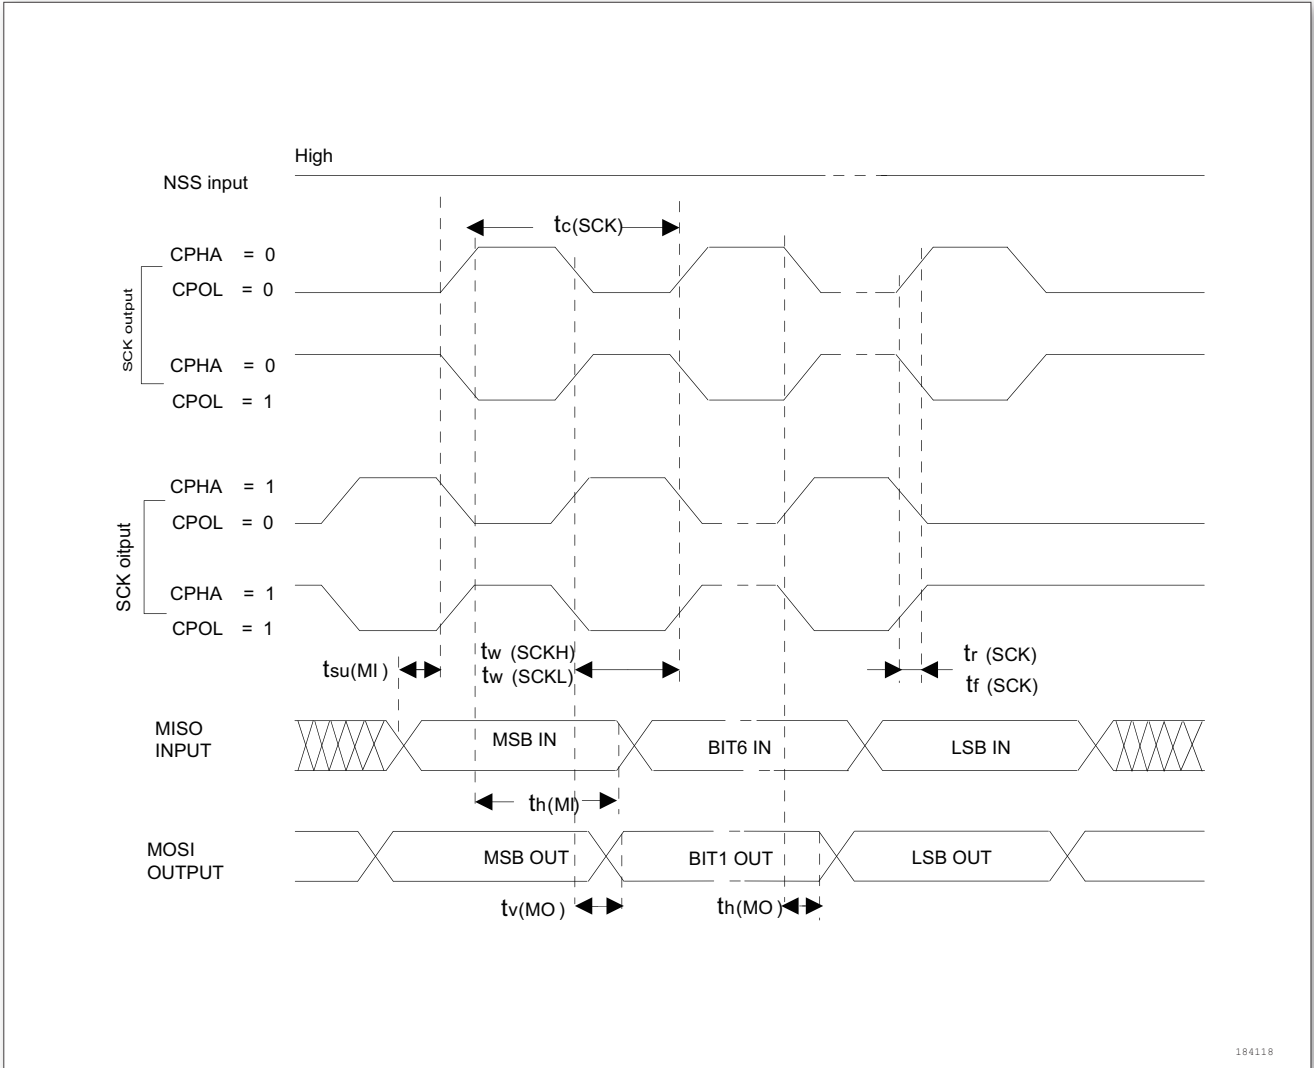 High
NSS input
tc(SCK)
CPHA = 0
CPOL = 0
SCK output
CPHA = 0
CPOL = 1
CPHA = 1
CPOL = 0
SCK oitput
CPHA = 1
CPOL = 1
tsu(MI)
tw (SCKH)
tw (SCKL)
tr (SCK)
tf (SCK)
MISO
INPUT
MSB IN
BIT6 IN
LSB IN
th(MI)
MOSI
OUTPUT
MSB OUT
BIT1 OUT
LSB OUT
tv(MO)
th(MO)
184118